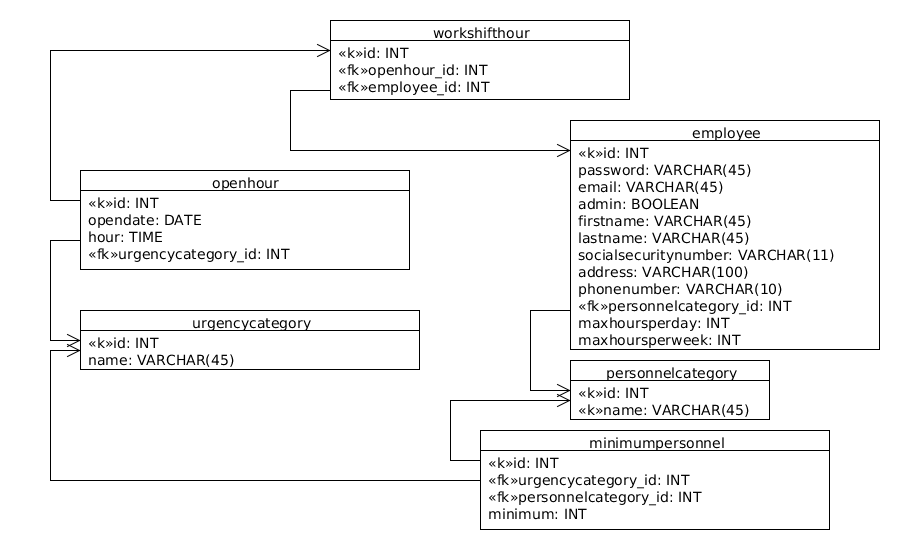 workshifthour
«k»id: INT
«fk»openhour_id: INT
«fk»employee_id: INT
employee
«k»id: INT
password: VARCHAR(45)
email: VARCHAR(45)
admin: BOOLEAN
firstname: VARCHAR(45)
lastname: VARCHAR(45)
socialsecuritynumber: VARCHAR(11)
address: VARCHAR(100)
phonenumber: VARCHAR(10)
«fk»personnelcategory_id: INT
maxhoursperday: INT
maxhoursperweek: INT
openhour
«k»id: INT
opendate: DATE
hour: TIME
«fk»urgencycategory_id: INT
urgencycategory
«k»id: INT
name: VARCHAR(45)
personnelcategory
«k»id: INT
«k»name: VARCHAR(45)
minimumpersonnel
«k»id: INT
«fk»urgencycategory_id: INT
«fk»personnelcategory_id: INT
minimum: INT